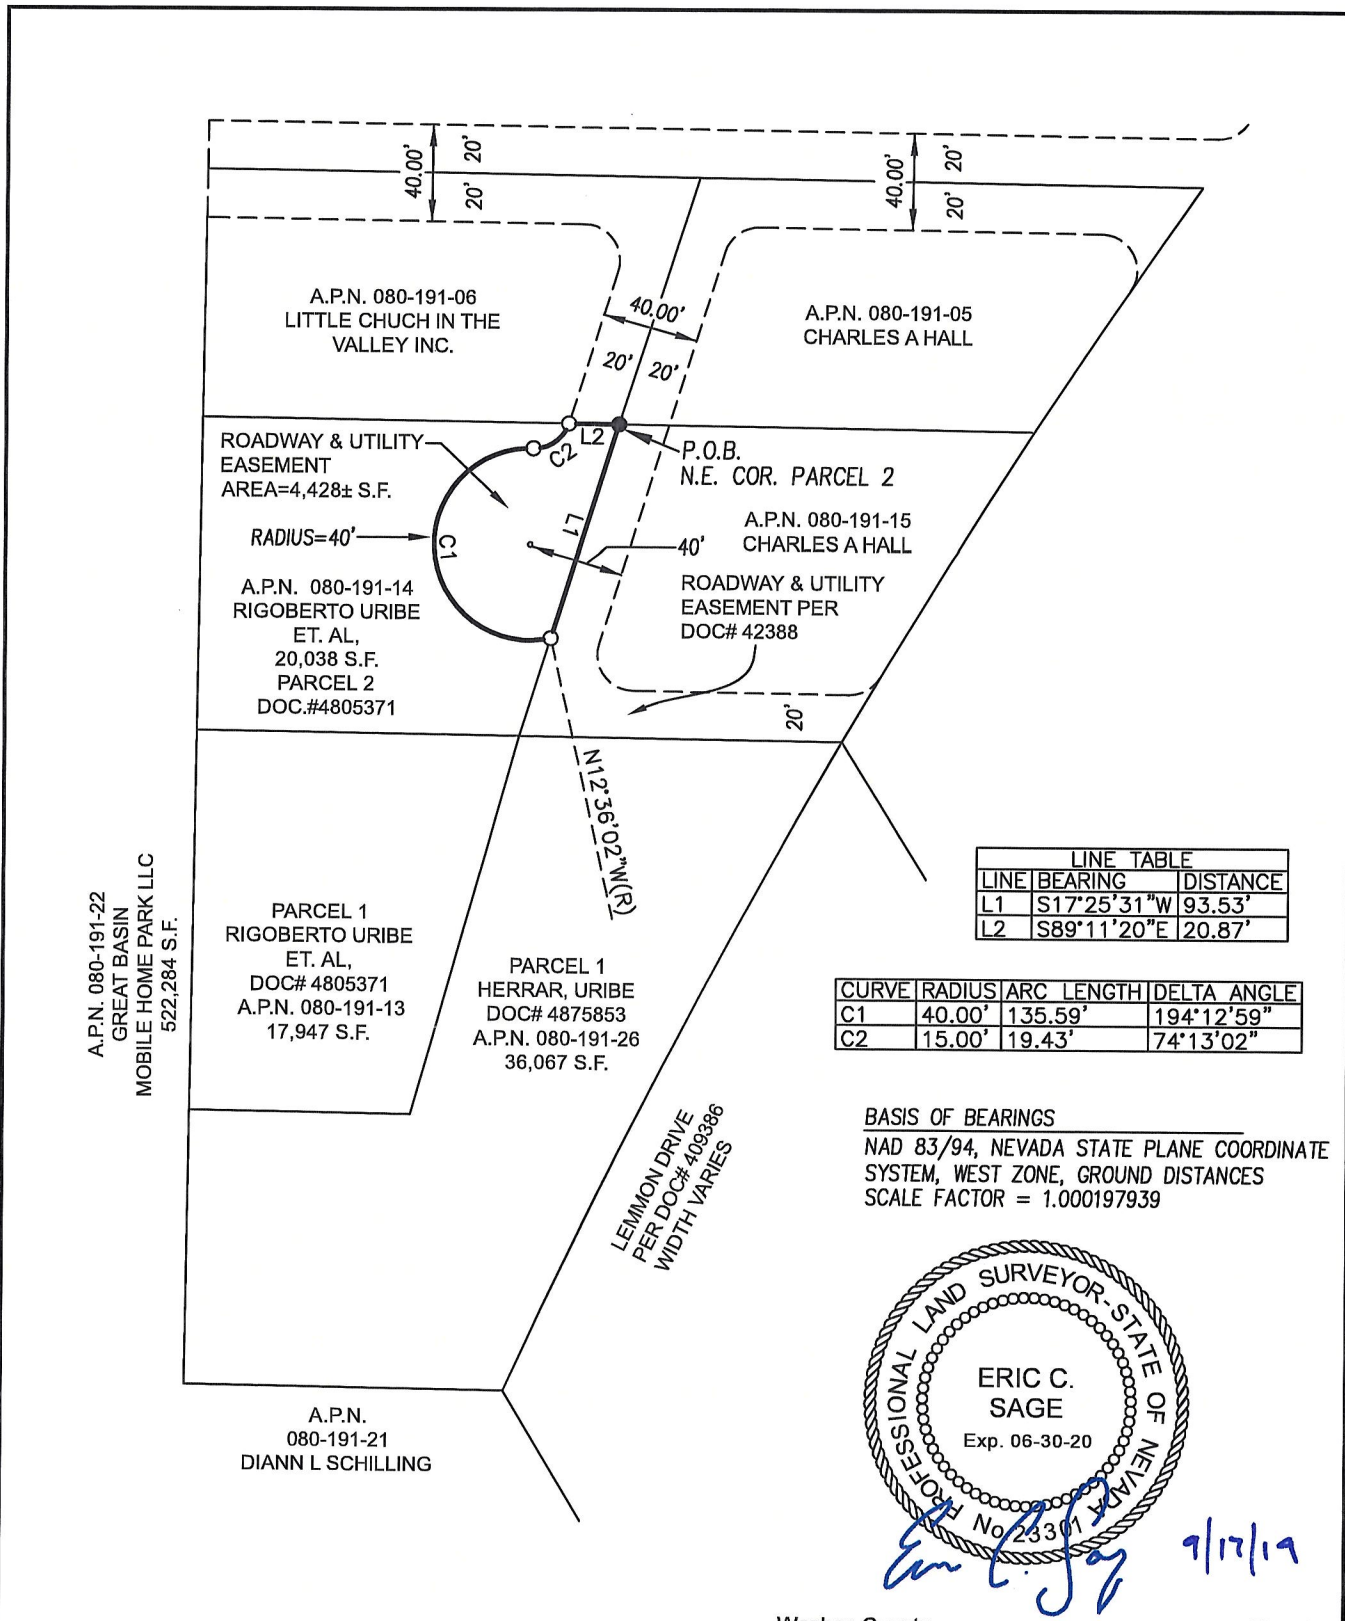 40.00'
20'
20'
40.00'
20'
20'
A.P.N. 080-191-06
LITTLE CHUCH IN THE
VALLEY INC.
40.00'
20'
20'
A.P.N. 080-191-05
CHARLES A HALL
ROADWAY & UTILITY
EASEMENT
AREA=4,428± S.F.
C2
L2
P.O.B.
N.E. COR. PARCEL 2
RADIUS=40'
C1
L1
40'
A.P.N. 080-191-15
CHARLES A HALL
ROADWAY & UTILITY
EASEMENT PER
DOC# 42388
A.P.N. 080-191-14
RIGOBERTO URIBE
ET. AL,
20,038 S.F.
PARCEL 2
DOC.#4805371
20'
N12°36'02"W(R)
A.P.N. 080-191-22
GREAT BASIN
MOBILE HOME PARK LLC
522,284 S.F.
PARCEL 1
RIGOBERTO URIBE
ET. AL,
DOC# 4805371
A.P.N. 080-191-13
17,947 S.F.
PARCEL 1
HERRAR, URIBE
DOC# 4875853
A.P.N. 080-191-26
36,067 S.F.
LINE TABLE
LINE BEARING DISTANCE
L1 S17°25'31"W 93.53'
L2 S89°11'20"E 20.87'
CURVE RADIUS ARC LENGTH DELTA ANGLE
C1 40.00' 135.59' 194°12'59"
C2 15.00' 19.43' 74°13'02"
LEMMON DRIVE
PER DOC# 409386
WIDTH VARIES
BASIS OF BEARINGS
NAD 83/94, NEVADA STATE PLANE COORDINATE
SYSTEM, WEST ZONE, GROUND DISTANCES
SCALE FACTOR = 1.000197939
A.P.N.
080-191-21
DIANN L SCHILLING
PROFESSIONAL LAND SURVEYOR-STATE OF NEVADA
ERIC C.
SAGE
Exp. 06-30-20
No 23301
9/17/19